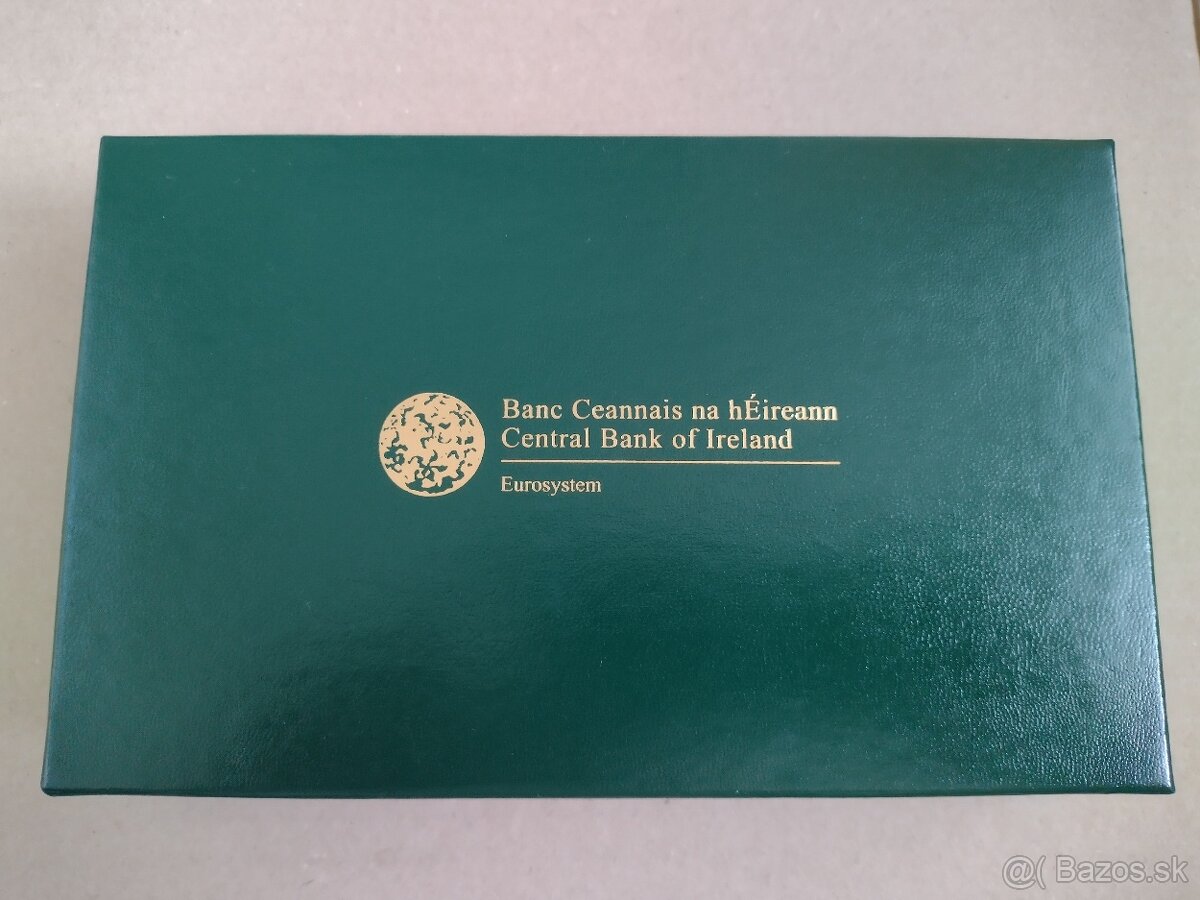 Banc Ceannais na hÉireann
Central Bank of Ireland
Eurosystem
@( Bazos.sk